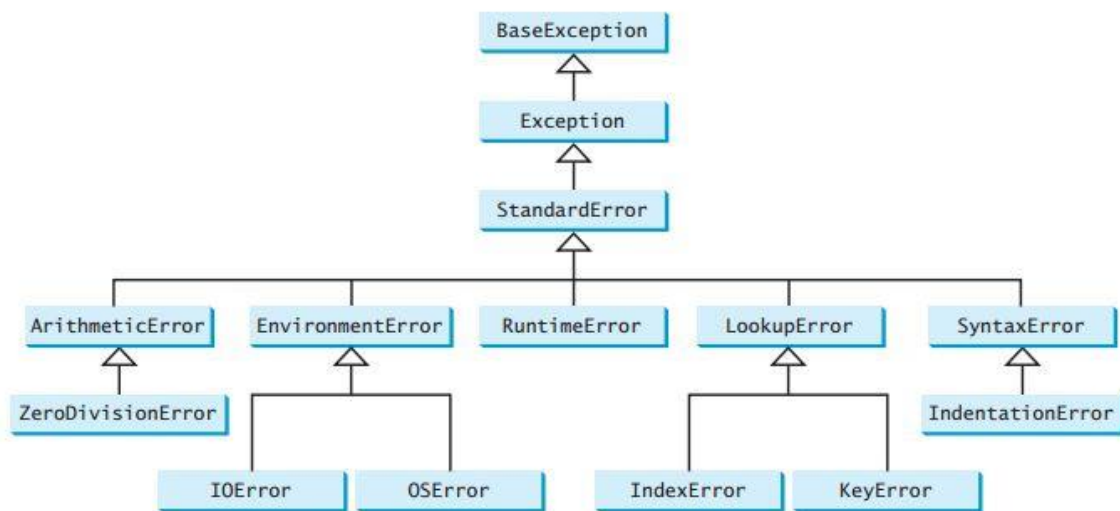 BaseException
Exception
StandardError
ArithmeticError
EnvironmentError
RuntimeError
LookupError
SyntaxError
ZeroDivisionError
IndentationError
IOError
OSError
IndexError
KeyError